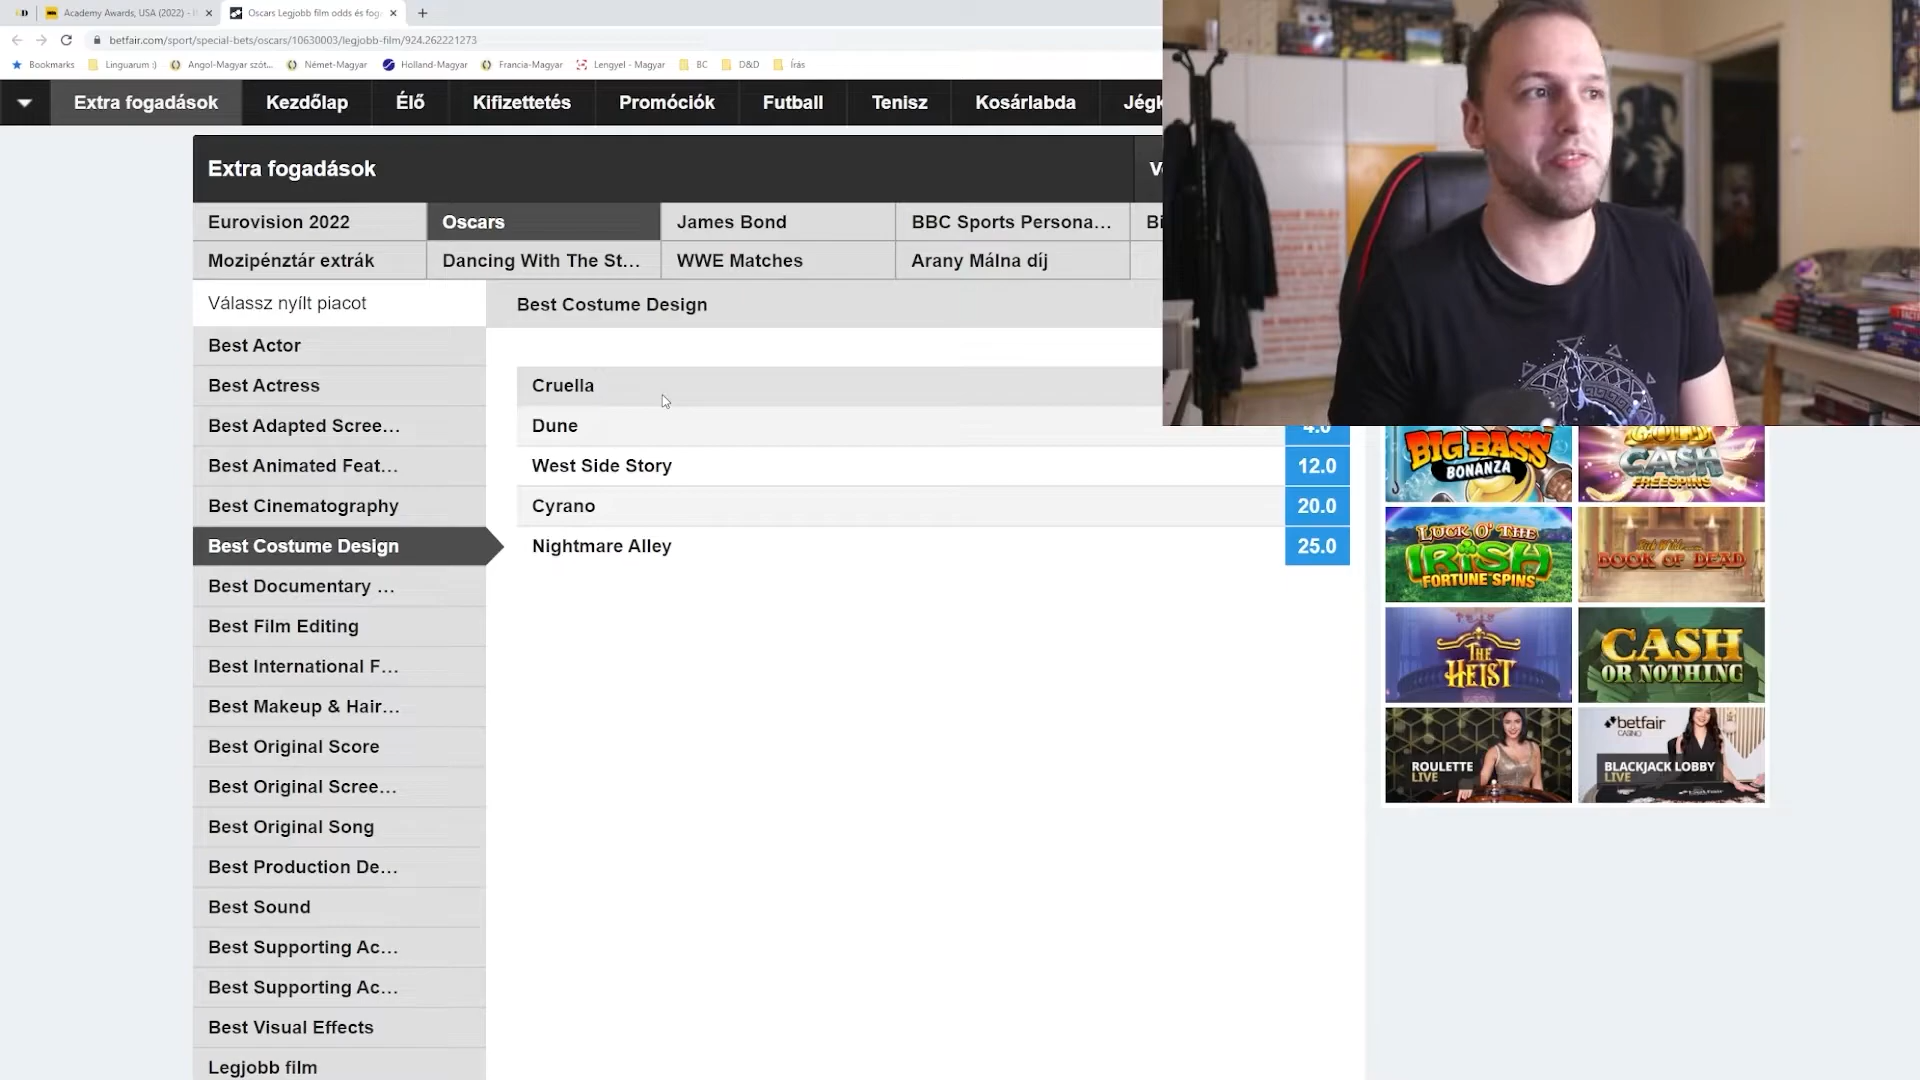 Academy Awards, USA (2022) - I
Oscars Legjobb film odds és fog
betfair.com/sport/special-bets/oscars/10630003/legjobb-film/924.262221273
Bookmarks
Linguarum :)
Angol-Magyar szót...
Német-Magyar
Holland-Magyar
Francia-Magyar
Lengyel - Magyar
BC
D&D
Írás
Extra fogadások
Kezdőlap
Élő
Kifizettetés
Promóciók
Futball
Tenisz
Kosárlabda
Jégk
Extra fogadások
Eurovision 2022
Oscars
James Bond
BBC Sports Persona...
Bi
Mozipénztár extrák
Dancing With The St...
WWE Matches
Arany Málna díj
Válassz nyílt piacot
Best Costume Design
Best Actor
Best Actress
Best Adapted Scree...
Best Animated Feat...
Best Cinematography
Best Costume Design
Best Documentary ...
Best Film Editing
Best International F...
Best Makeup & Hair...
Best Original Score
Best Original Scree...
Best Original Song
Best Production De...
Best Sound
Best Supporting Ac...
Best Supporting Ac...
Best Visual Effects
Legjobb film
Cruella
Dune 4.0
West Side Story 12.0
Cyrano 20.0
Nightmare Alley 25.0
BIG BASS
BONANZA
GOLD
CASH
FREESPINS
LUCK O' THE
IRISH
FORTUNE SPINS
Rich Wilde
BOOK OF DEAD
THE
HEIST
CASH
OR NOTHING
ROULETTE
LIVE
betfair
CASINO
BLACKJACK LOBBY
LIVE